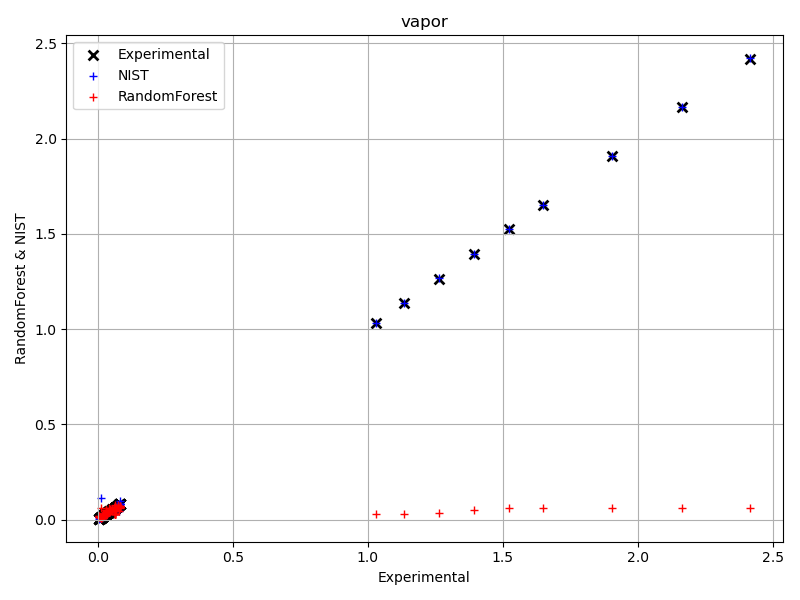 vapor
Experimental
NIST
RandomForest
RandomForest & NIST
2.5
2.0
1.5
1.0
0.5
0.0
0.0 0.5 1.0 1.5 2.0 2.5
Experimental